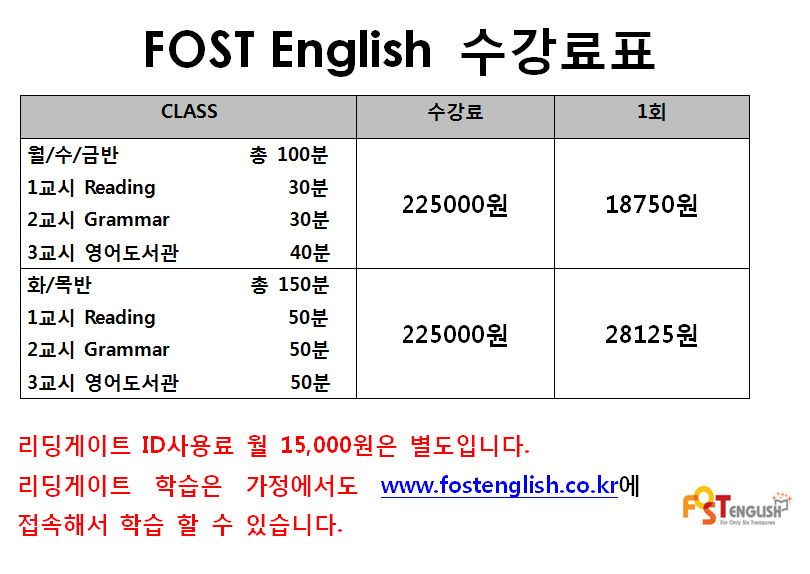 FOST English 수강료표
CLASS 수강료 1회
월/수/금반 총 100분
1교시 Reading 30분
2교시 Grammar 30분
3교시 영어도서관 40분
225000원 18750원
화/목반 총 150분
1교시 Reading 50분
2교시 Grammar 50분
3교시 영어도서관 50분
225000원 28125원
리딩게이트 ID사용료 월 15,000원은 별도입니다.
리딩게이트 학습은 가정에서도 www.fostenglish.co.kr에
접속해서 학습 할 수 있습니다.
FOST ENGLISH
For Only Six Treasures